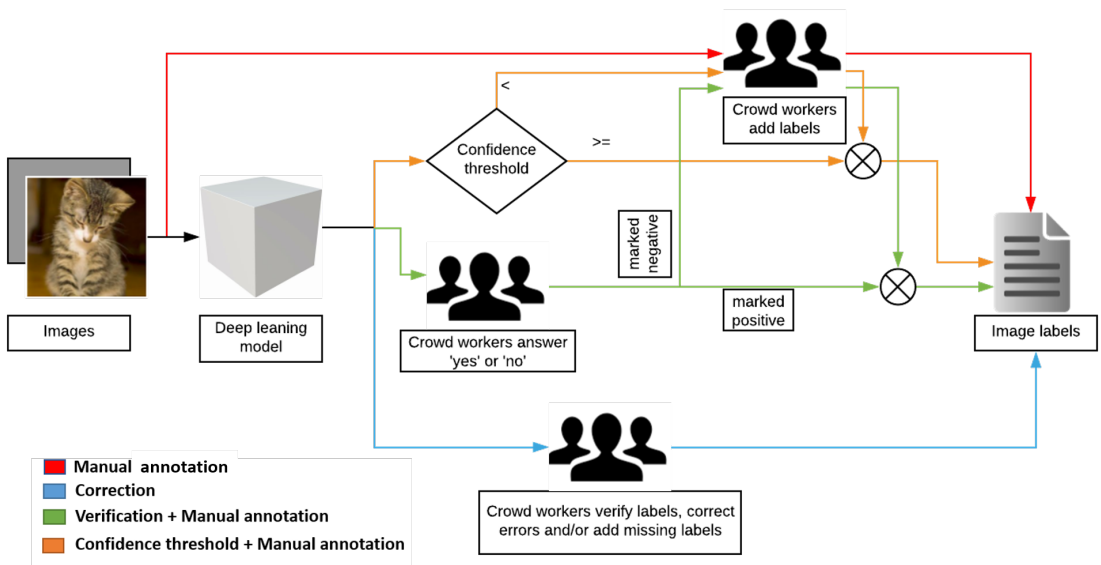 Crowd workers
add labels
<
>=
Confidence
threshold
marked
negative
marked
positive
Images
Deep leaning
model
Crowd workers answer
'yes' or 'no'
Image labels
Manual annotation
Correction
Verification + Manual annotation
Confidence threshold + Manual annotation
Crowd workers verify labels, correct
errors and/or add missing labels